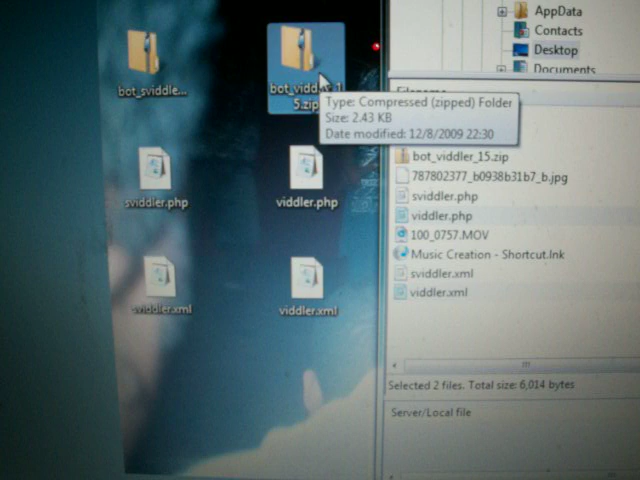 bot_sviddle...
Type: Compressed (zipped) Folder
Size: 2.43 KB
Date modified: 12/8/2009 22:30
sviddler.php
viddler.php
sviddler.xml
viddler.xml
AppData
Contacts
Desktop
Documents
Filename
bot_viddler_15.zip
787802377_b0938b31b7_b.jpg
sviddler.php
viddler.php
100_0757.MOV
Music Creation - Shortcut.lnk
sviddler.xml
viddler.xml
Selected 2 files. Total size: 6,014 bytes
Server/Local file